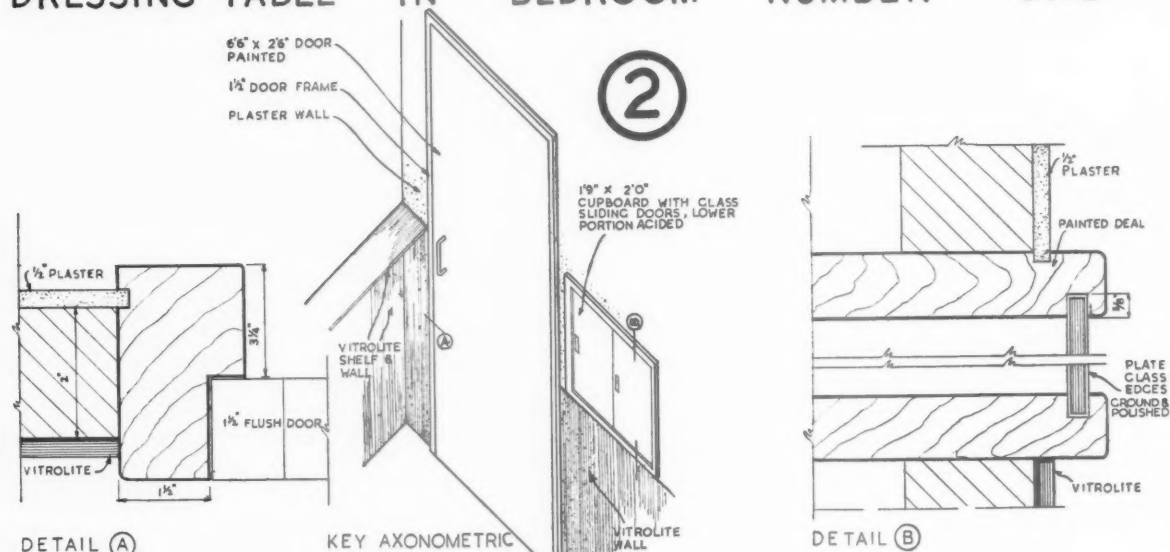 DRESSING TABLE IN BEDROOM NUMBER
6'6" X 2'6" DOOR
PAINTED
1½" DOOR FRAME
PLASTER WALL
2
1'9" X 2'0"
CUPBOARD WITH GLASS
SLIDING DOORS, LOWER
PORTION ACIDED
½" PLASTER
PAINTED DEAL
½" PLASTER
3¼"
2"
1½" FLUSH DOOR
VITROLITE
1½"
VITROLITE
SHELF &
WALL
A
B
VITROLITE
WALL
⅝"
PLATE
GLASS
EDGES
GROUND &
POLISHED
VITROLITE
DETAIL A
KEY AXONOMETRIC
DETAIL B